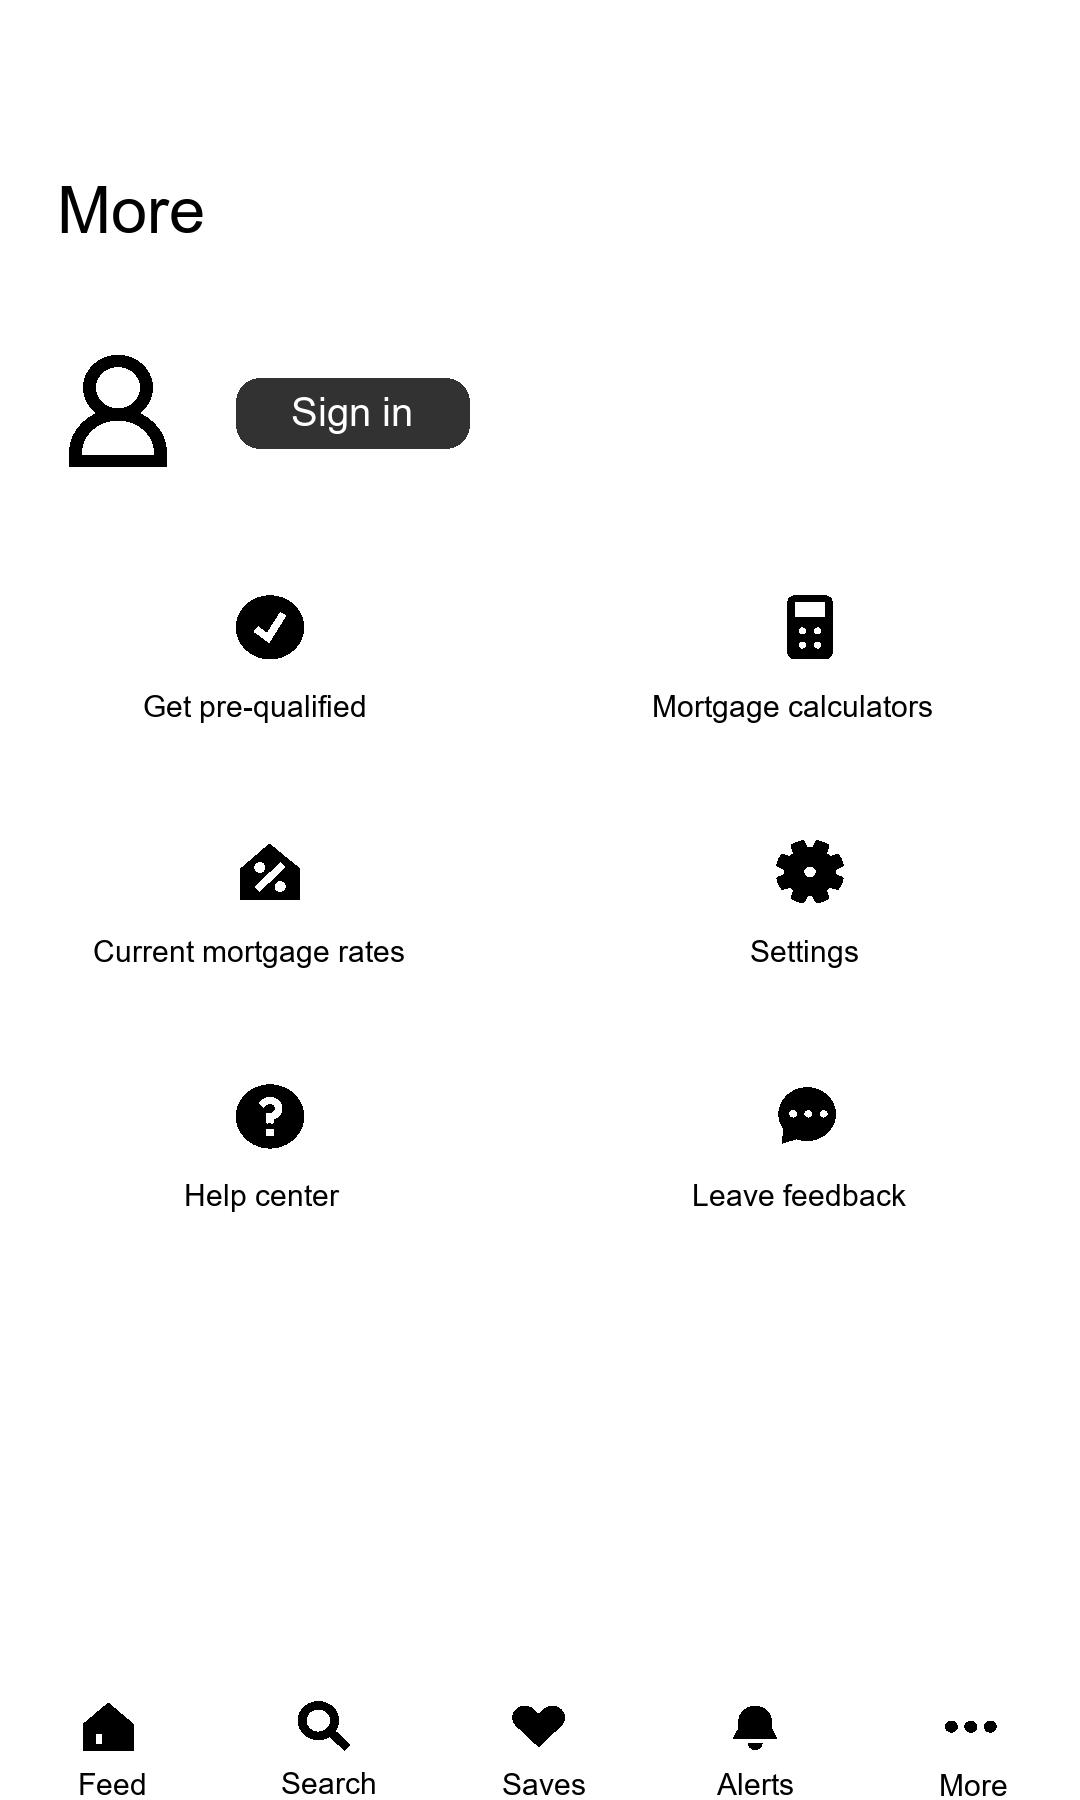 More
Sign in
Get pre-qualified
Mortgage calculators
Current mortgage rates
Settings
Help center
Leave feedback
Feed
Search
Saves
Alerts
More